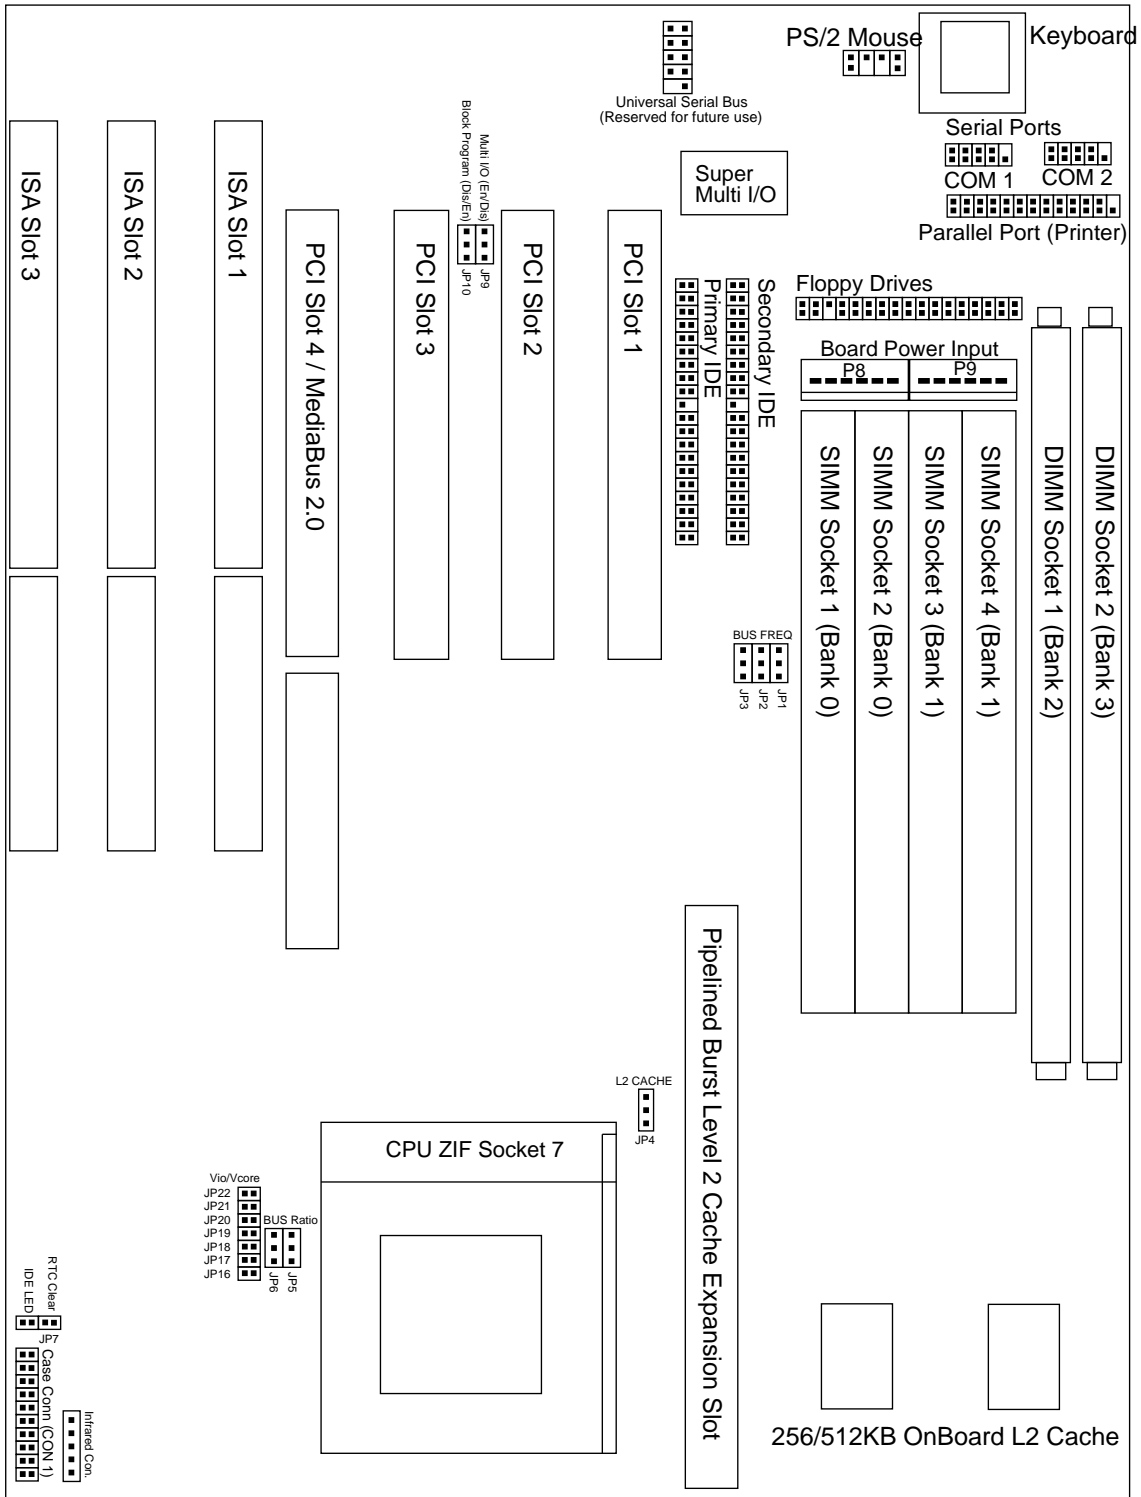 PS/2 Mouse
Keyboard
Universal Serial Bus
(Reserved for future use)
Serial Ports
COM 1
COM 2
Parallel Port (Printer)
Super
Multi I/O
Block Program (Dis/En)
Multi I/O (En/Dis)
JP10
JP9
ISA Slot 3
ISA Slot 2
ISA Slot 1
PCI Slot 4 / MediaBus 2.0
PCI Slot 3
PCI Slot 2
PCI Slot 1
Primary IDE
Secondary IDE
Floppy Drives
Board Power Input
P8
P9
SIMM Socket 1 (Bank 0)
SIMM Socket 2 (Bank 0)
SIMM Socket 3 (Bank 1)
SIMM Socket 4 (Bank 1)
DIMM Socket 1 (Bank 2)
DIMM Socket 2 (Bank 3)
BUS FREQ
JP3
JP2
JP1
Pipelined Burst Level 2 Cache Expansion Slot
L2 CACHE
JP4
CPU ZIF Socket 7
Vio/Vcore
JP22
JP21
JP20
JP19
JP18
JP17
JP16
BUS Ratio
JP6
JP5
IDE LED
RTC Clear
JP7
Case Conn (CON 1)
Infrared Con.
256/512KB OnBoard L2 Cache